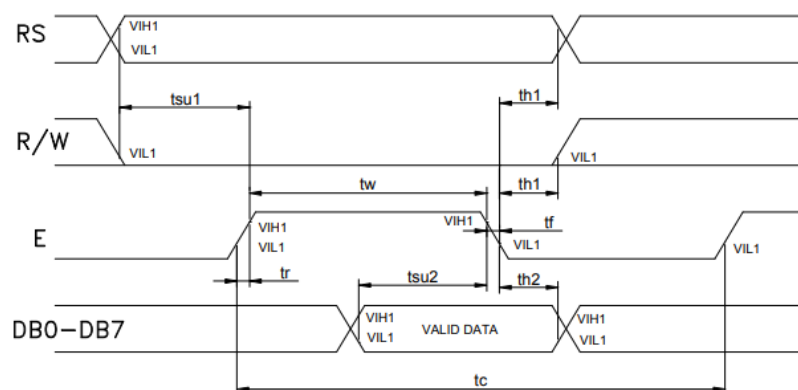 RS VIH1
VIL1
tsu1 th1
R/W VIL1 VIL1
tw th1
E VIH1 VIH1 tf
VIL1 VIL1 VIL1
tr tsu2 th2
DB0-DB7 VIH1 VALID DATA VIH1
VIL1 VIL1
tc